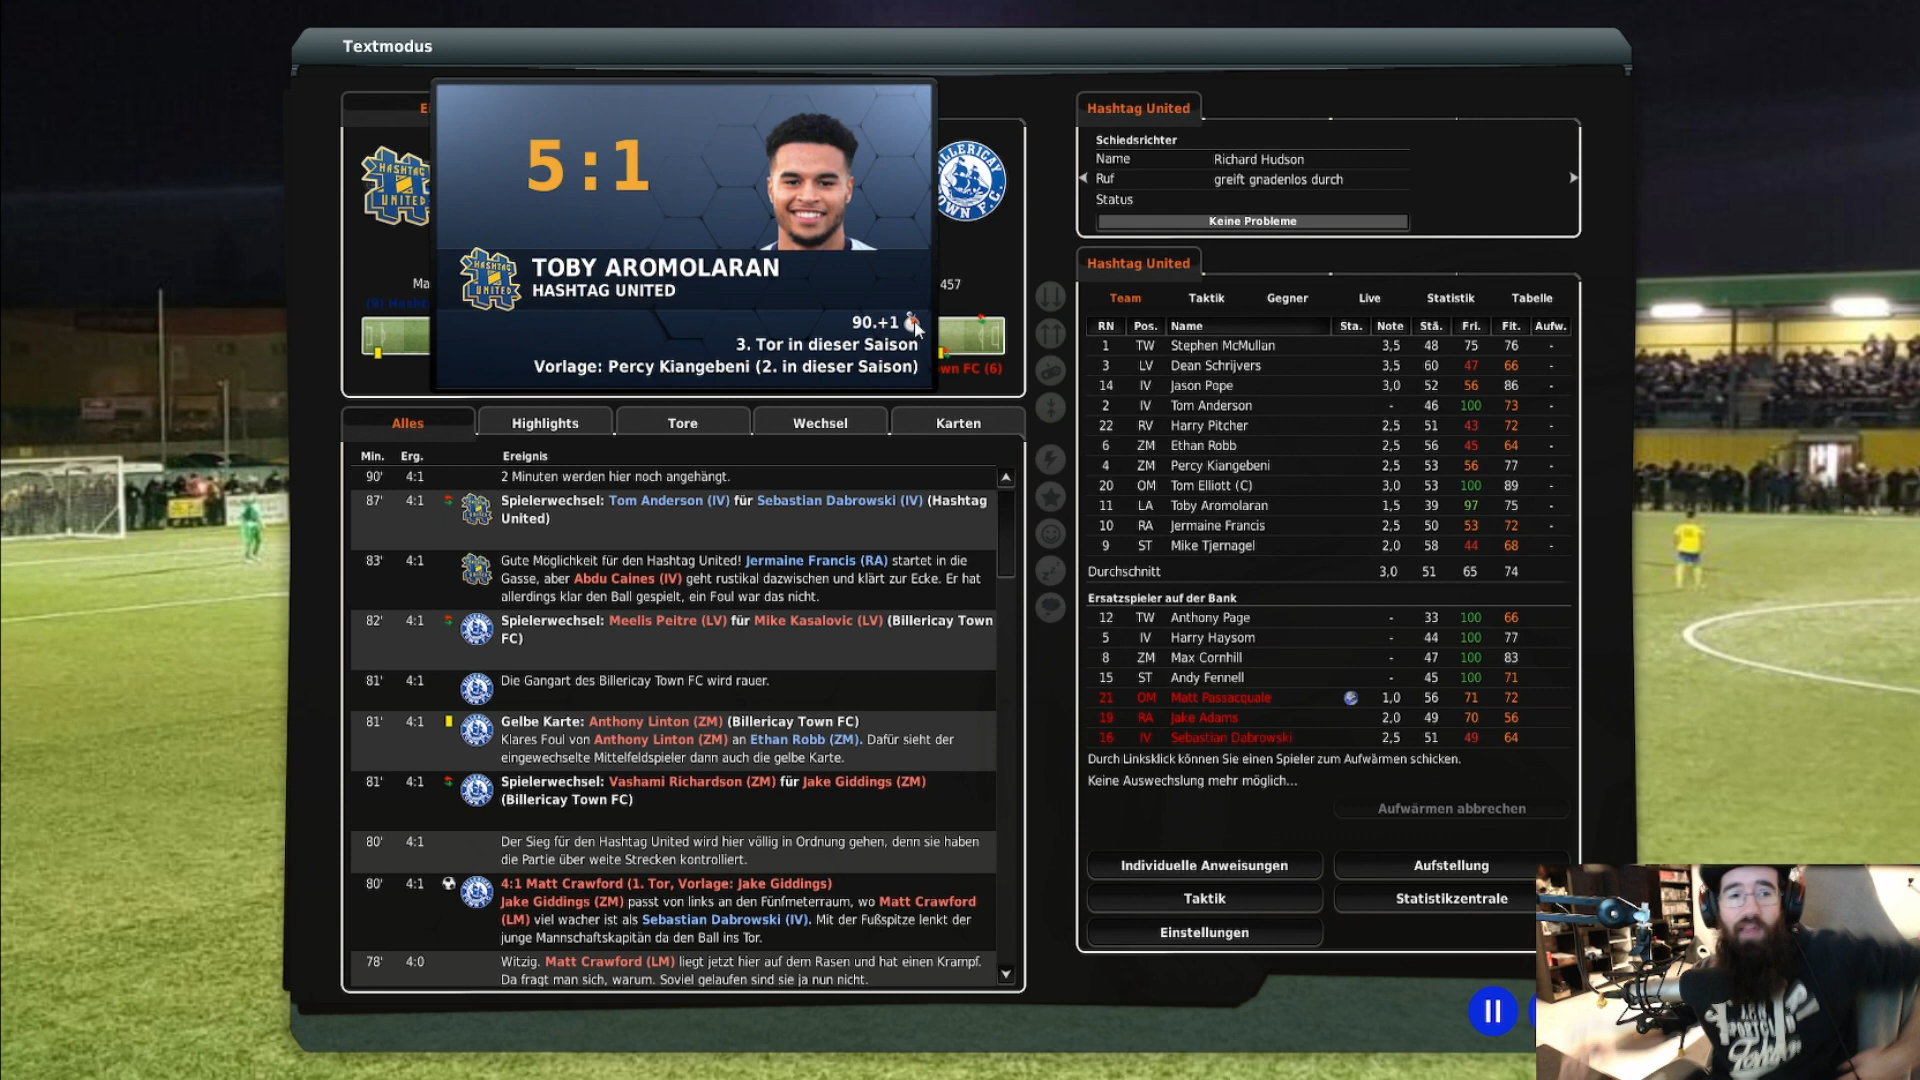 Textmodus
5:1
HASHTAG
UNITED
TOBY AROMOLARAN
HASHTAG UNITED
90.+1
3. Tor in dieser Saison
Vorlage: Percy Kiangebeni (2. in dieser Saison)
Ma
457
wn FC (6)
Alles Highlights Tore Wechsel Karten
Min. Erg. Ereignis
90' 4:1 2 Minuten werden hier noch angehängt.
87' 4:1 Spielerwechsel: Tom Anderson (IV) für Sebastian Dabrowski (IV) (Hashtag
United)
83' 4:1 Gute Möglichkeit für den Hashtag United! Jermaine Francis (RA) startet in die
Gasse, aber Abdu Caines (IV) geht rustikal dazwischen und klärt zur Ecke. Er hat
allerdings klar den Ball gespielt, ein Foul war das nicht.
82' 4:1 Spielerwechsel: Meelis Peitre (LV) für Mike Kasalovic (LV) (Billericay Town
FC)
81' 4:1 Die Gangart des Billericay Town FC wird rauer.
81' 4:1 Gelbe Karte: Anthony Linton (ZM) (Billericay Town FC)
Klares Foul von Anthony Linton (ZM) an Ethan Robb (ZM). Dafür sieht der
eingewechselte Mittelfeldspieler dann auch die gelbe Karte.
81' 4:1 Spielerwechsel: Vashami Richardson (ZM) für Jake Giddings (ZM)
(Billericay Town FC)
80' 4:1 Der Sieg für den Hashtag United wird hier völlig in Ordnung gehen, denn sie haben
die Partie über weite Strecken kontrolliert.
80' 4:1 4:1 Matt Crawford (1. Tor, Vorlage: Jake Giddings)
Jake Giddings (ZM) passt von links an den Fünfmeterraum, wo Matt Crawford
(LM) viel wacher ist als Sebastian Dabrowski (IV). Mit der Fußspitze lenkt der
junge Mannschaftskapitän da den Ball ins Tor.
78' 4:0 Witzig. Matt Crawford (LM) liegt jetzt hier auf dem Rasen und hat einen Krampf.
Da fragt man sich, warum. Soviel gelaufen sind sie ja nun nicht.
Hashtag United
Schiedsrichter
Name Richard Hudson
Ruf greift gnadenlos durch
Status
Keine Probleme
Hashtag United
Team Taktik Gegner Live Statistik Tabelle
RN Pos. Name Sta. Note Stä. Fri. Fit. Aufw.
1 TW Stephen McMullan 3,5 48 75 76 -
3 LV Dean Schrijvers 3,5 60 47 66 -
14 IV Jason Pope 3,0 52 56 86 -
2 IV Tom Anderson - 46 100 73 -
22 RV Harry Pitcher 2,5 51 43 72 -
6 ZM Ethan Robb 2,5 56 45 64 -
4 ZM Percy Kiangebeni 2,5 53 56 77 -
20 OM Tom Elliott (C) 3,0 53 100 89 -
11 LA Toby Aromolaran 1,5 39 97 75 -
10 RA Jermaine Francis 2,5 50 53 72 -
9 ST Mike Tjernagel 2,0 58 44 68 -
Durchschnitt 3,0 51 65 74
Ersatzspieler auf der Bank
12 TW Anthony Page - 33 100 66
5 IV Harry Haysom - 44 100 77
8 ZM Max Cornhill - 47 100 83
15 ST Andy Fennell - 45 100 71
21 OM Matt Passacquale 1,0 56 71 72
19 RA Jake Adams 2,0 49 70 56
16 IV Sebastian Dabrowski 2,5 51 49 64
Durch Linksklick können Sie einen Spieler zum Aufwärmen schicken.
Keine Auswechslung mehr möglich...
Aufwärmen abbrechen
Individuelle Anweisungen Aufstellung
Taktik Statistikzentrale
Einstellungen